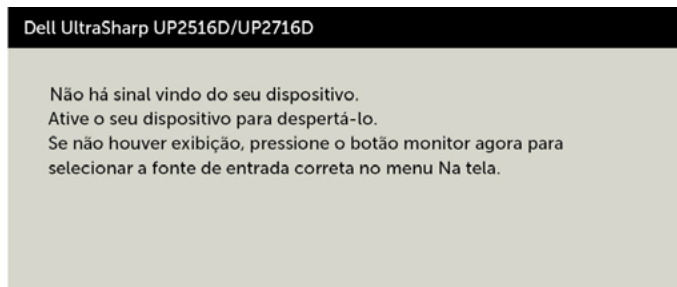 Dell UltraSharp UP2516D/UP2716D
Não há sinal vindo do seu dispositivo.
Ative o seu dispositivo para despertá-lo.
Se não houver exibição, pressione o botão monitor agora para
selecionar a fonte de entrada correta no menu Na tela.